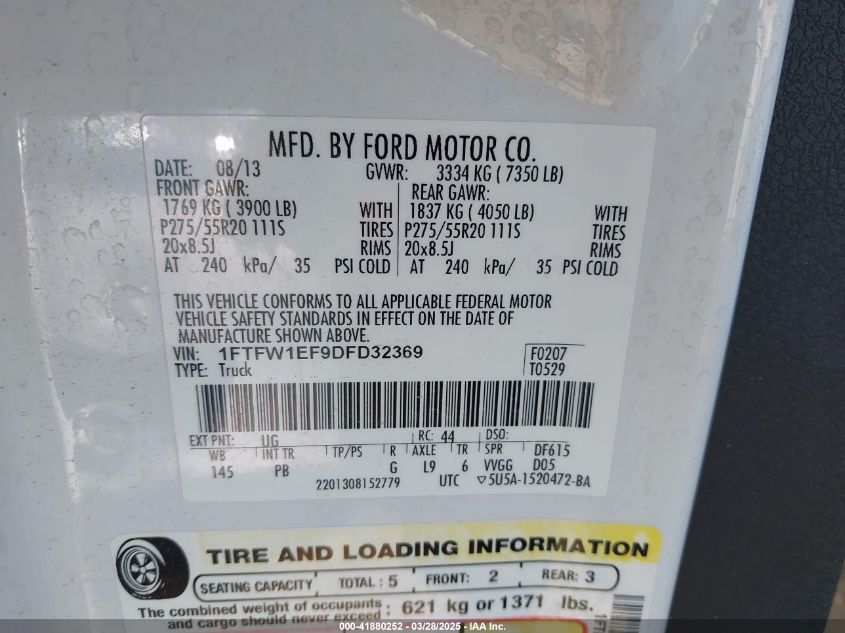 MFD. BY FORD MOTOR CO.
DATE: 08/13 GVWR: 3334 KG ( 7350 LB)
FRONT GAWR: REAR GAWR:
1769 KG ( 3900 LB) WITH 1837 KG ( 4050 LB) WITH
P275/55R20 111S TIRES P275/55R20 111S TIRES
20x8.5J RIMS 20x8.5J RIMS
AT 240 kPa/ 35 PSI COLD AT 240 kPa/ 35 PSI COLD
THIS VEHICLE CONFORMS TO ALL APPLICABLE FEDERAL MOTOR
VEHICLE SAFETY STANDARDS IN EFFECT ON THE DATE OF
MANUFACTURE SHOWN ABOVE.
VIN: 1FTFW1EF9DFD32369 F0207
TYPE: Truck T0529
EXT PNT: UG RC: 44 DSO:
WB INT TR TP/PS R AXLE TR SPR DF615
145 PB G L9 6 VVGG D05
2201308152779 UTC ▽5U5A-1520472-BA
TIRE AND LOADING INFORMATION
SEATING CAPACITY TOTAL : 5 FRONT: 2 REAR: 3
The combined weight of occupants
and cargo should never exceed : 621 kg or 1371 lbs.
1FT
000-41880252 — 03/28/2025 — IAA Inc.